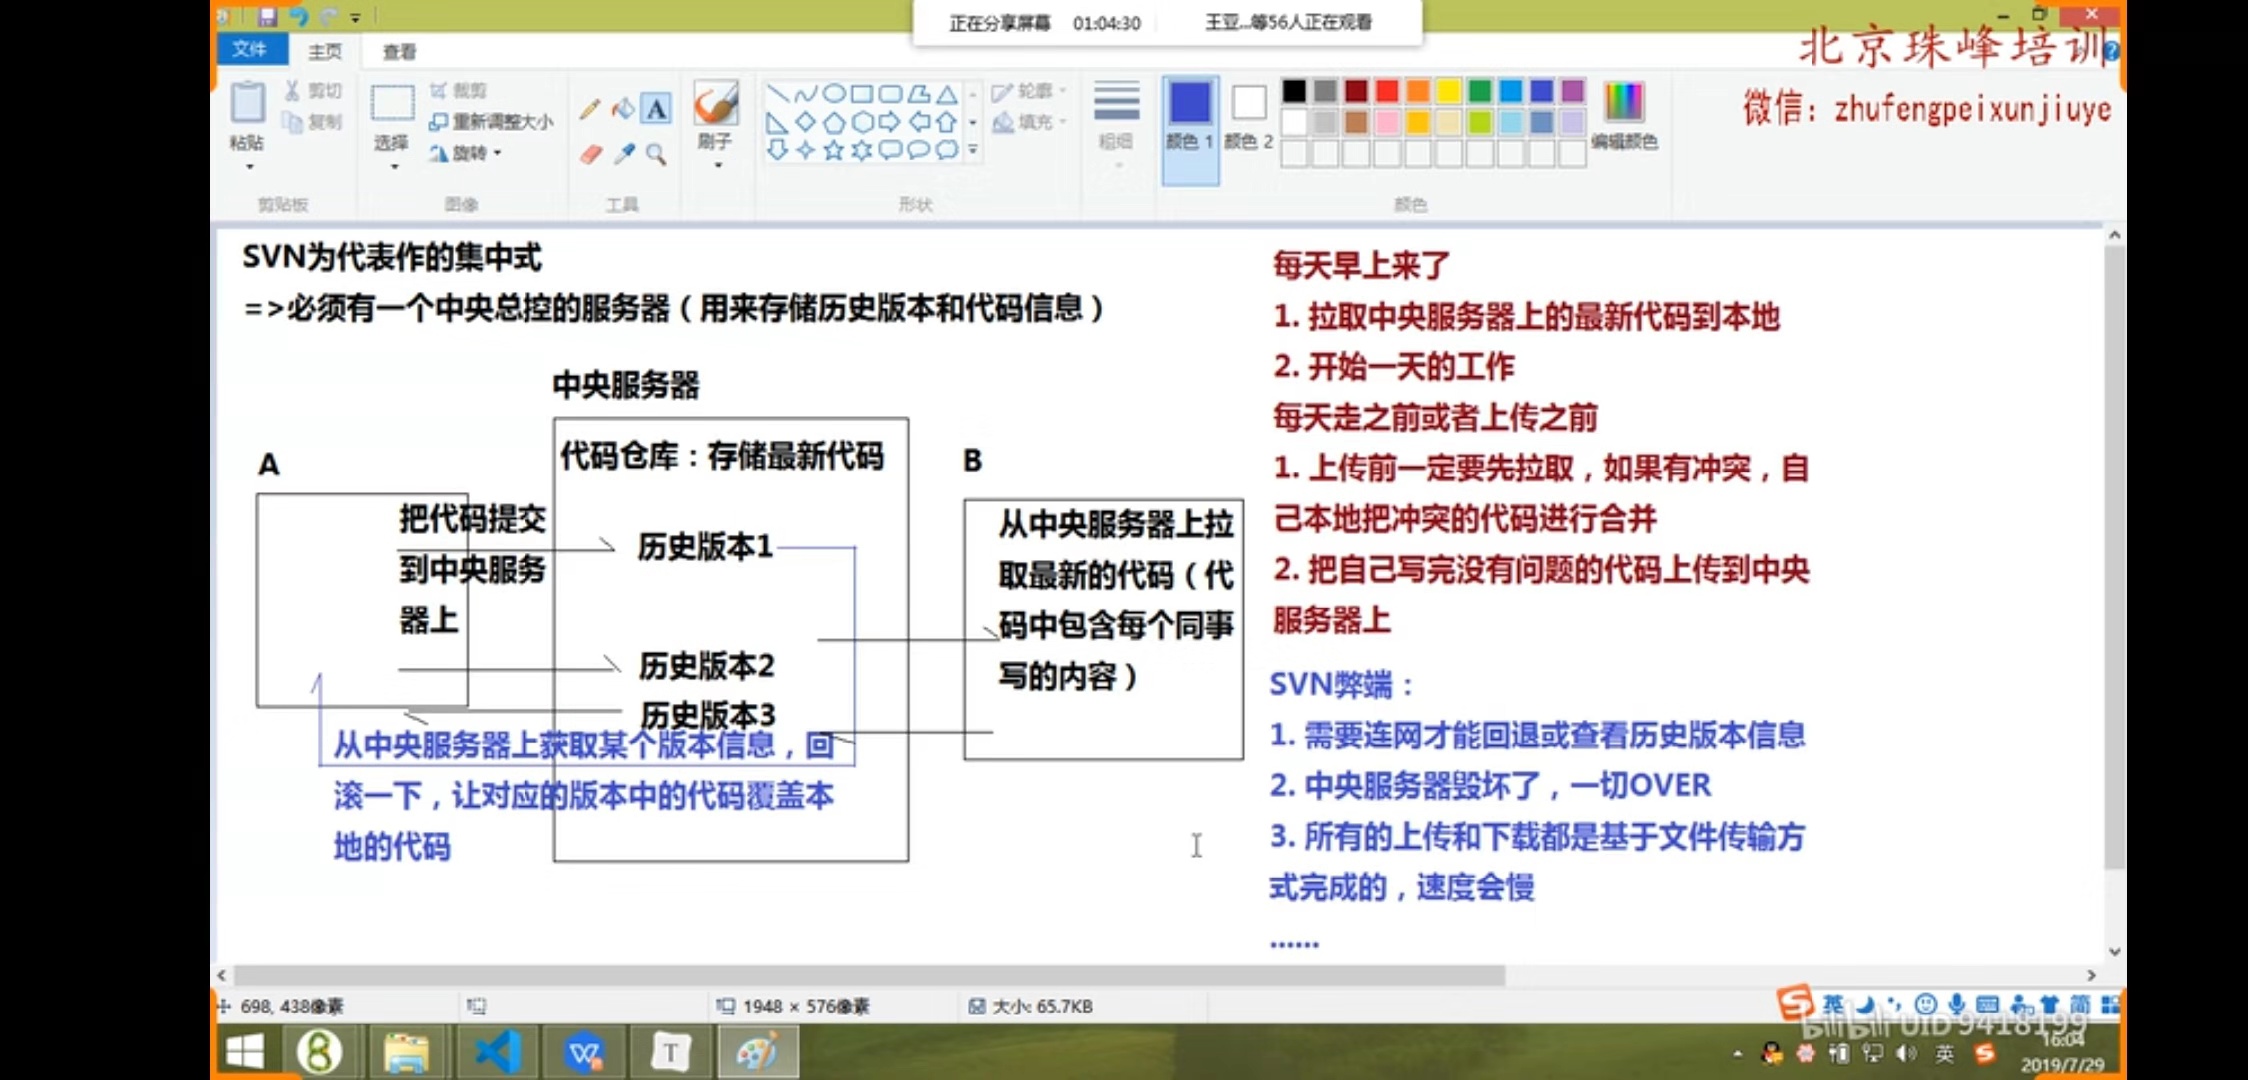 正在分享屏幕 01:04:30 王豆...等56人正在观看
北京珠峰培训
微信：zhufengpeixunjiuye
文件 主页 查看
粘贴 剪切 复制 剪贴板
选择 裁剪 重新调整大小 旋转 图像
工具
刷子
形状 轮廓 填充
粗细
颜色 1 颜色 2 编辑颜色 颜色
SVN为代表作的集中式
=>必须有一个中央总控的服务器（用来存储历史版本和代码信息）
中央服务器
代码仓库：存储最新代码
A
把代码提交
到中央服务
器上
历史版本1
历史版本2
历史版本3
从中央服务器上获取某个版本信息，回
滚一下，让对应的版本中的代码覆盖本
地的代码
B
从中央服务器上拉
取最新的代码（代
码中包含每个同事
写的内容）
每天早上来了
1. 拉取中央服务器上的最新代码到本地
2. 开始一天的工作
每天走之前或者上传之前
1. 上传前一定要先拉取，如果有冲突，自
己本地把冲突的代码进行合并
2. 把自己写完没有问题的代码上传到中央
服务器上
SVN弊端：
1. 需要连网才能回退或查看历史版本信息
2. 中央服务器毁坏了，一切OVER
3. 所有的上传和下载都是基于文件传输方
式完成的，速度会慢
......
698, 438像素 1948 × 576像素 大小: 65.7KB
英 简
bilibili UID 9418199
英 16:04
2019/7/29